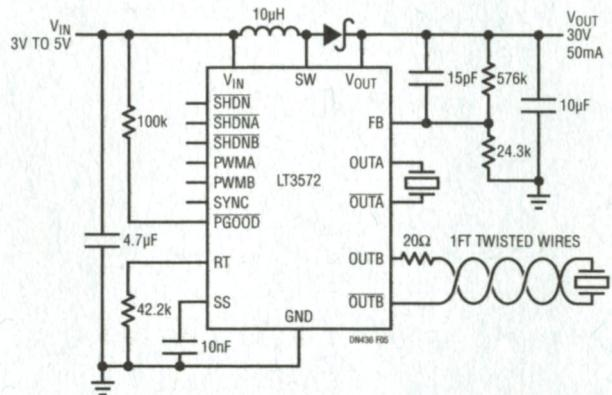 10µH
VIN
3V TO 5V
VOUT
30V
50mA
VIN
SW
VOUT
15pF
576k
10µF
100k
SHDN
SHDNA
SHDNB
PWMA
PWMB
SYNC
PGOOD
LT3572
FB
24.3k
OUTA
OUTA
4.7µF
RT
OUTB
20Ω
1FT TWISTED WIRES
42.2k
SS
OUTB
GND
10nF
DN436 F05